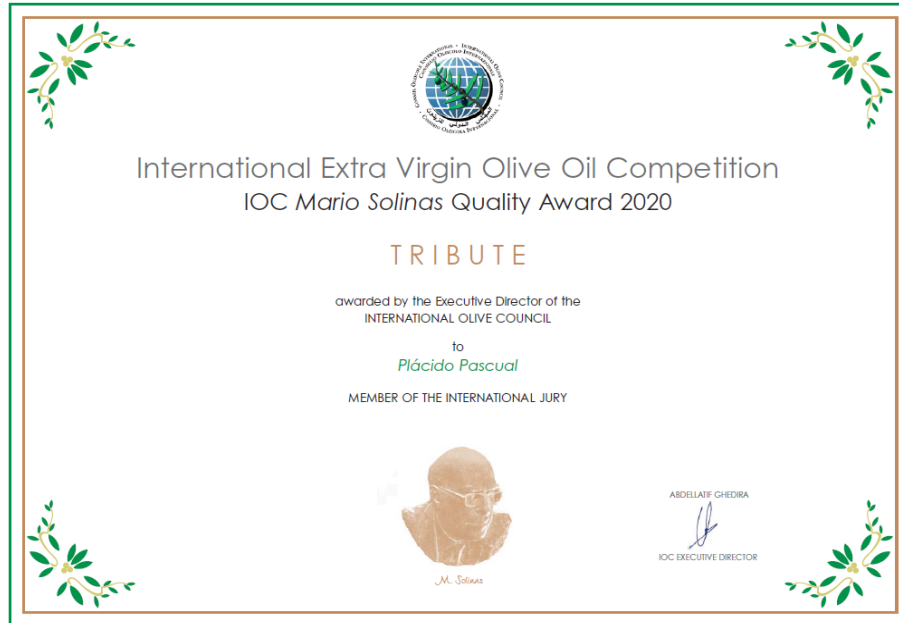 International Extra Virgin Olive Oil Competition
IOC Mario Solinas Quality Award 2020
TRIBUTE
awarded by the Executive Director of the
INTERNATIONAL OLIVE COUNCIL
to
Plácido Pascual
MEMBER OF THE INTERNATIONAL JURY
M. Solinas
ABDELLATIF GHEDIRA
IOC EXECUTIVE DIRECTOR